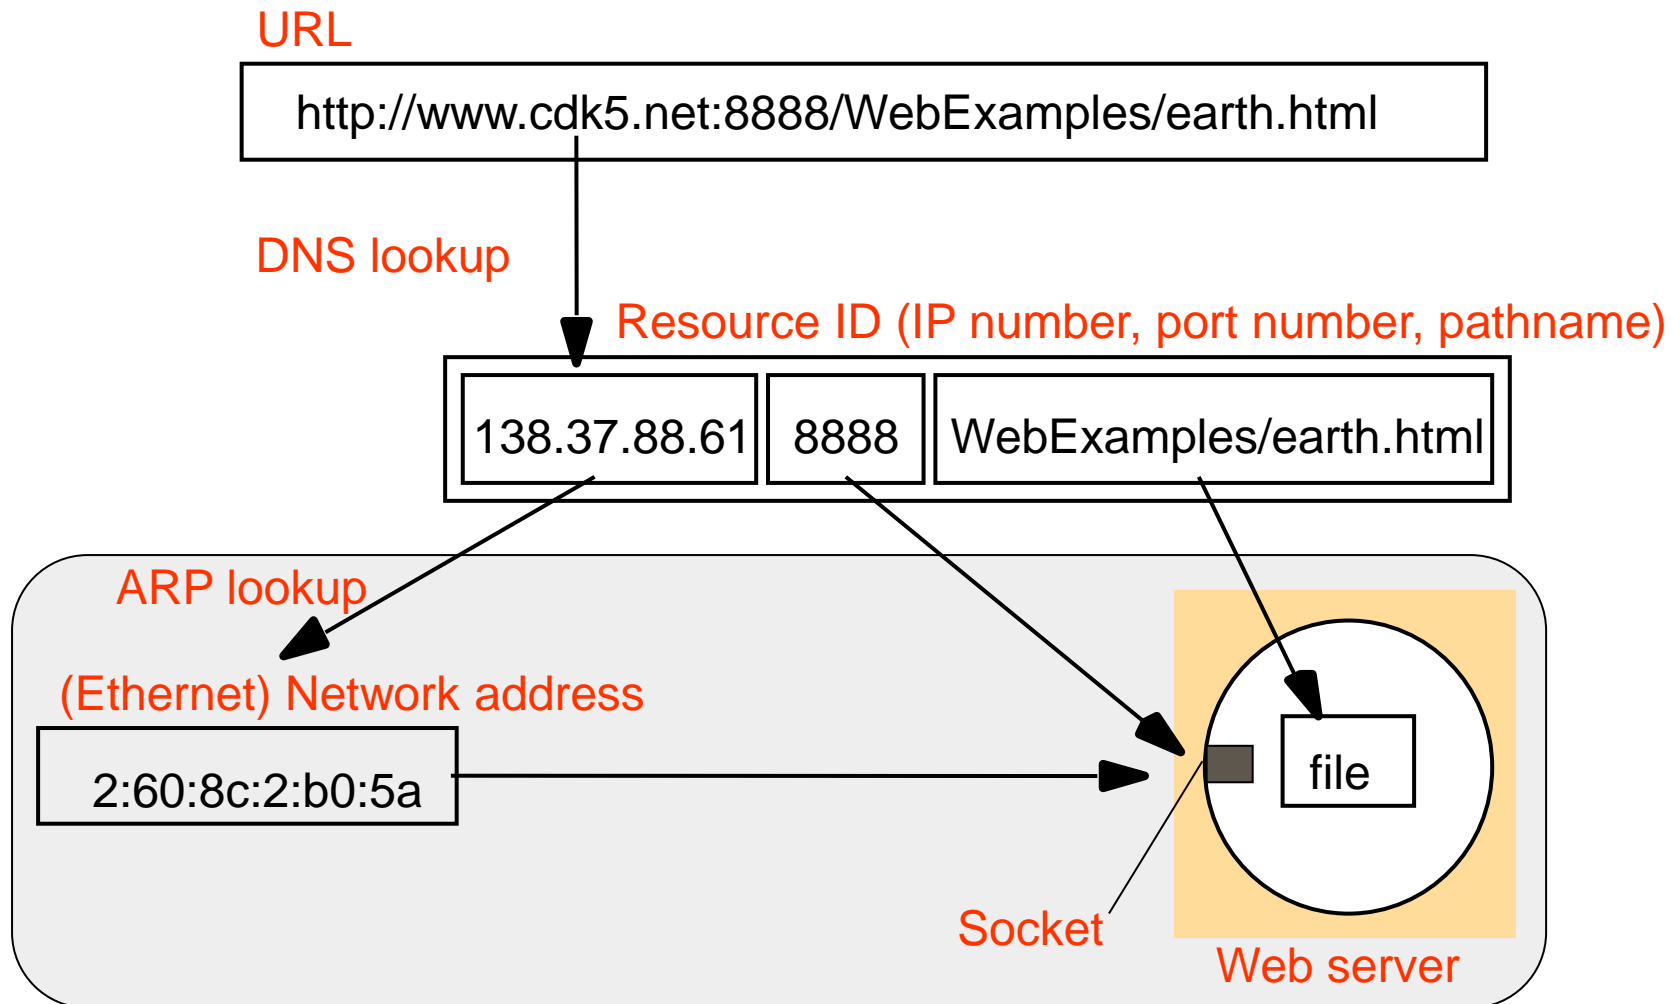 URL
http://www.cdk5.net:8888/WebExamples/earth.html
DNS lookup
Resource ID (IP number, port number, pathname)
138.37.88.61
8888
WebExamples/earth.html
ARP lookup
(Ethernet) Network address
2:60:8c:2:b0:5a
file
Socket
Web server